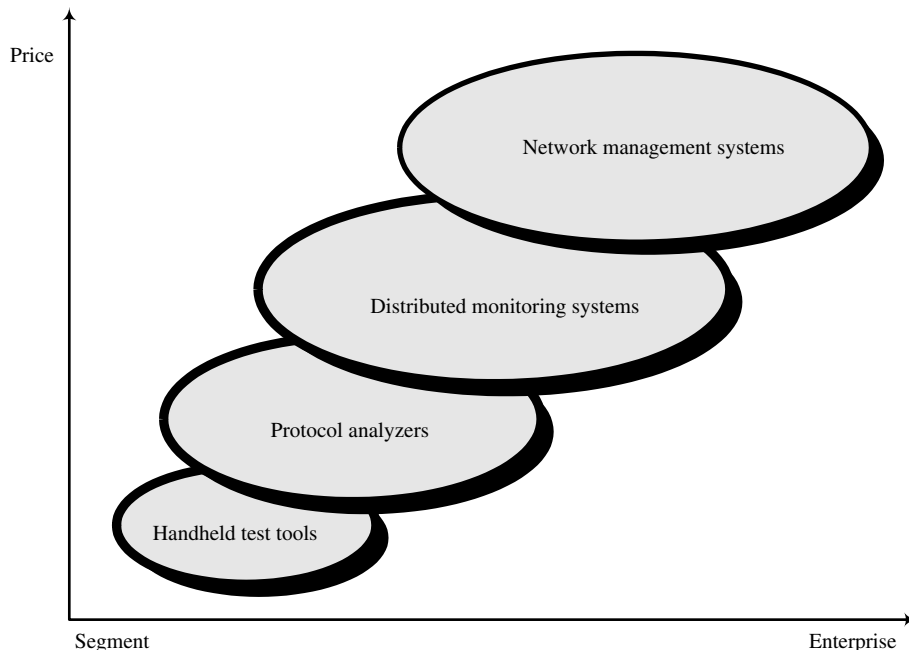 Price
Network management systems
Distributed monitoring systems
Protocol analyzers
Handheld test tools
Segment
Enterprise